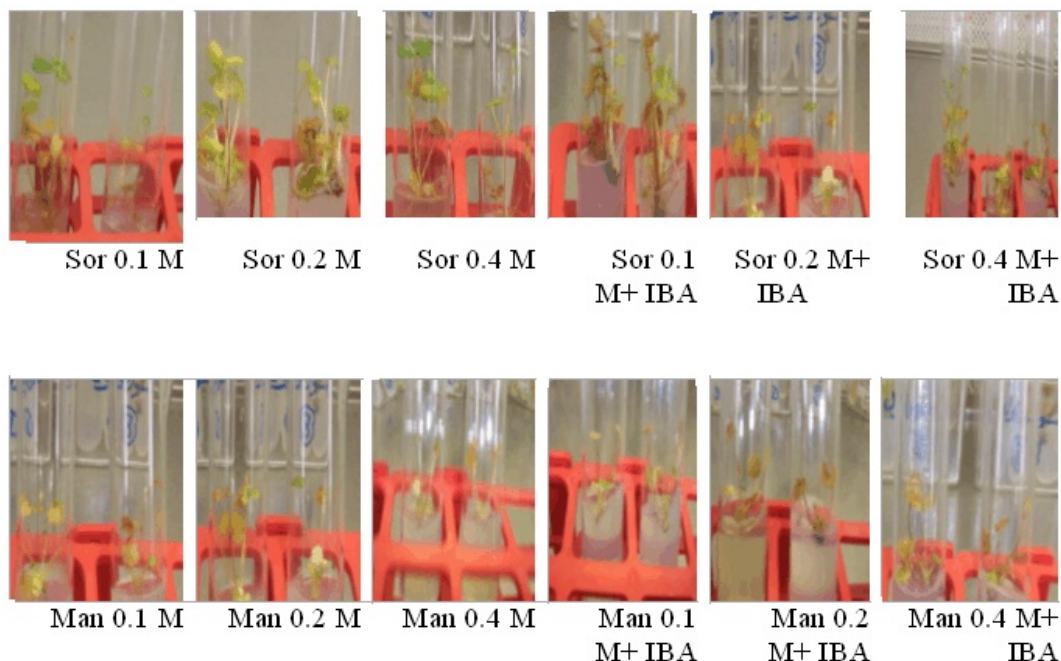 Sor 0.1 M
Sor 0.2 M
Sor 0.4 M
Sor 0.1
M+ IBA
Sor 0.2 M+
IBA
Sor 0.4 M+
IBA
Man 0.1 M
Man 0.2 M
Man 0.4 M
Man 0.1
M+ IBA
Man 0.2
M+ IBA
Man 0.4 M+
IBA